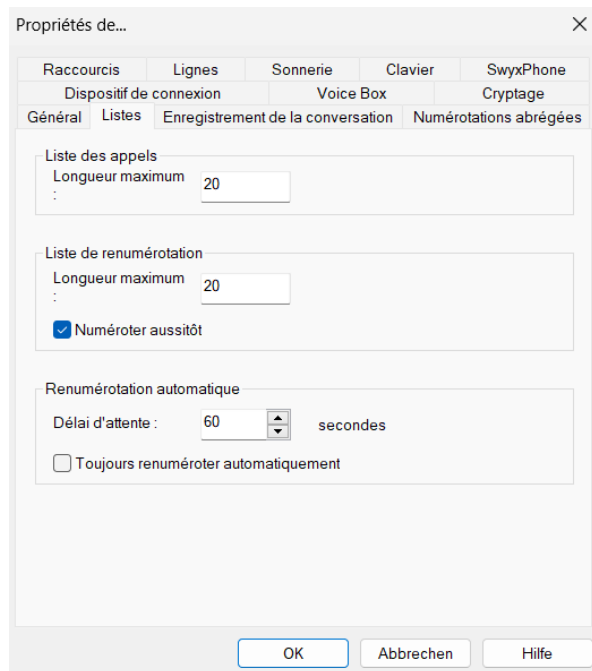 Propriétés de...
Raccourcis Lignes Sonnerie Clavier SwyxPhone
Dispositif de connexion Voice Box Cryptage
Général Listes Enregistrement de la conversation Numérotations abrégées
Liste des appels
Longueur maximum
:
20
Liste de renumérotation
Longueur maximum
:
20
Numéroter aussitôt
Renumérotation automatique
Délai d'attente : 60 secondes
Toujours renuméroter automatiquement
OK Abbrechen Hilfe